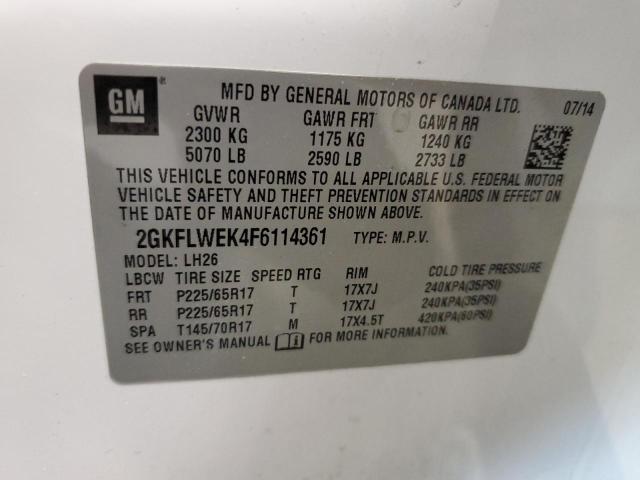 GM
MFD BY GENERAL MOTORS OF CANADA LTD. 07/14
GVWR GAWR FRT GAWR RR
2300 KG 1175 KG 1240 KG
5070 LB 2590 LB 2733 LB
THIS VEHICLE CONFORMS TO ALL APPLICABLE U.S. FEDERAL MOTOR
VEHICLE SAFETY AND THEFT PREVENTION STANDARDS IN EFFECT ON
THE DATE OF MANUFACTURE SHOWN ABOVE.
2GKFLWEK4F6114361 TYPE: M.P.V.
MODEL: LH26
LBCW TIRE SIZE SPEED RTG RIM COLD TIRE PRESSURE
FRT P225/65R17 T 17X7J 240KPA(35PSI)
RR P225/65R17 T 17X7J 240KPA(35PSI)
SPA T145/70R17 M 17X4.5T 420KPA(60PSI)
SEE OWNER'S MANUAL FOR MORE INFORMATION.